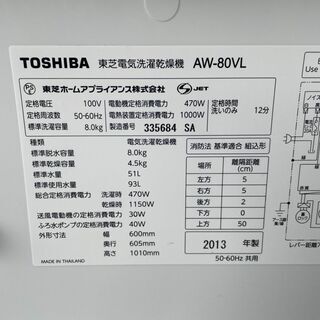 TOSHIBA 東芝電気洗濯乾燥機 AW-80VL
東芝ホームアプライアンス株式会社 S JET
定格電圧 100V 電動機定格消費電力 470W 定格時間
定格周波数 50-60Hz 電熱装置定格消費電力 1000W 洗いのみ 12分
標準洗濯容量 8.0kg 製造番号 335684 SA
種類 電気洗濯乾燥機
標準脱水容量 8.0kg
標準乾燥容量 4.5kg
標準水量 51L
標準使用水量 93L
総合定格消費電力 洗濯時 470W
乾燥時 1150W
送風電動機の定格消費電力 30W
ふろ水ポンプの定格消費電力 40W
外形寸法 幅 600mm
奥行 605mm
高さ 1010mm
MADE IN THAILAND
消防法 基準適合 組込形
場所 離隔距離
(cm)
左方 5
右方 5
後方 2
前方 0
上方 50
2013 年製
50-60Hz 共用
Use
ノイズ